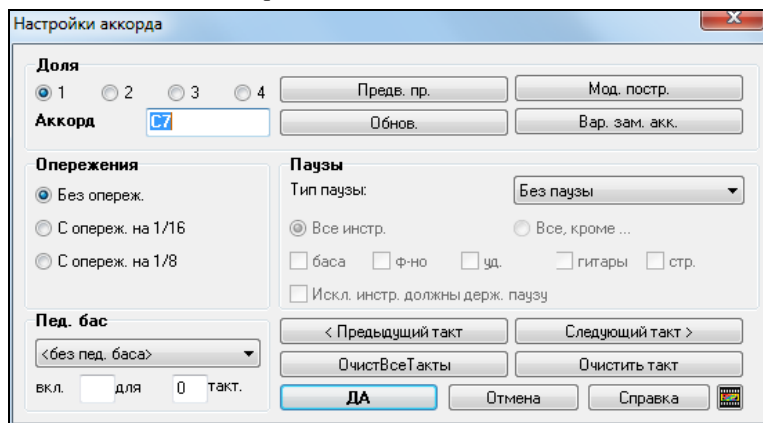 Настройки аккорда
Доля
1 2 3 4 Предв. пр. Мод. постр.
Аккорд C7 Обнов. Вар. зам. акк.
Опережения
Без опереж.
С опереж. на 1/16
С опереж. на 1/8
Паузы
Тип паузы: Без паузы
Все инстр. Все, кроме ...
баса ф-но уд. гитары стр.
Искл. инстр. должны держ. паузу
Пед. бас
<без пед. баса>
вкл. для 0 такт.
< Предыдущий такт Следующий такт >
ОчистВсеТакты Очистить такт
ДА Отмена Справка